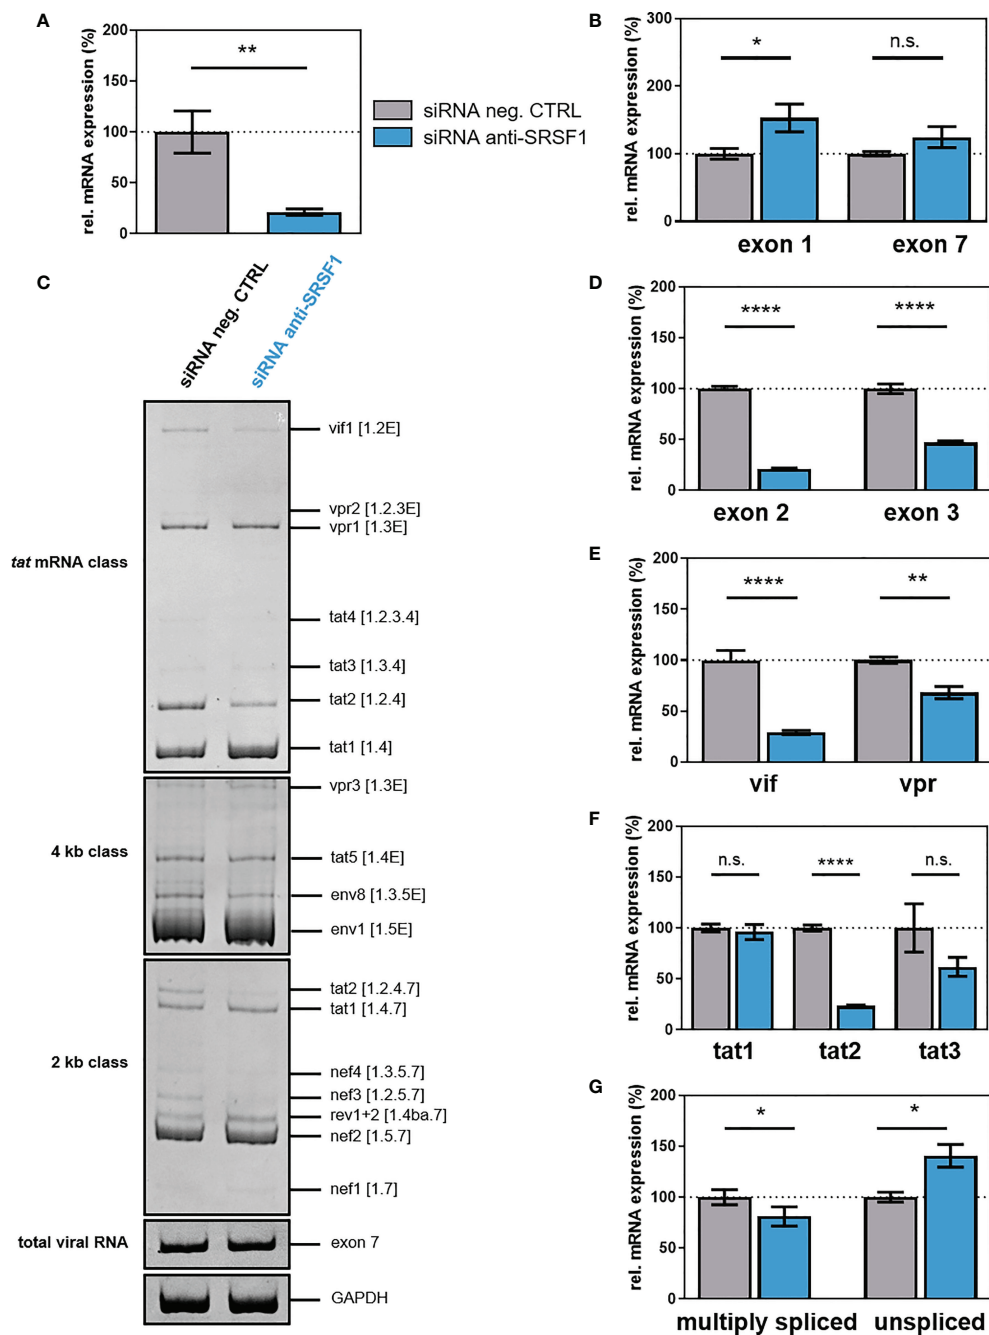 A
rel. mRNA expression (%)
200
150
100
50
0
**
siRNA neg. CTRL
siRNA anti-SRSF1
B
rel. mRNA expression (%)
300
200
100
0
*
n.s.
exon 1
exon 7
C
siRNA neg. CTRL
siRNA anti-SRSF1
tat mRNA class
vif1 [1.2E]
vpr2 [1.2.3E]
vpr1 [1.3E]
tat4 [1.2.3.4]
tat3 [1.3.4]
tat2 [1.2.4]
tat1 [1.4]
4 kb class
vpr3 [1.3E]
tat5 [1.4E]
env8 [1.3.5E]
env1 [1.5E]
2 kb class
tat2 [1.2.4.7]
tat1 [1.4.7]
nef4 [1.3.5.7]
nef3 [1.2.5.7]
rev1+2 [1.4ba.7]
nef2 [1.5.7]
nef1 [1.7]
total viral RNA
exon 7
GAPDH
D
rel. mRNA expression (%)
200
150
100
50
0
****
****
exon 2
exon 3
E
rel. mRNA expression (%)
200
150
100
50
0
****
**
vif
vpr
F
rel. mRNA expression (%)
200
150
100
50
0
n.s.
****
n.s.
tat1
tat2
tat3
G
rel. mRNA expression (%)
200
150
100
50
0
*
*
multiply spliced
unspliced